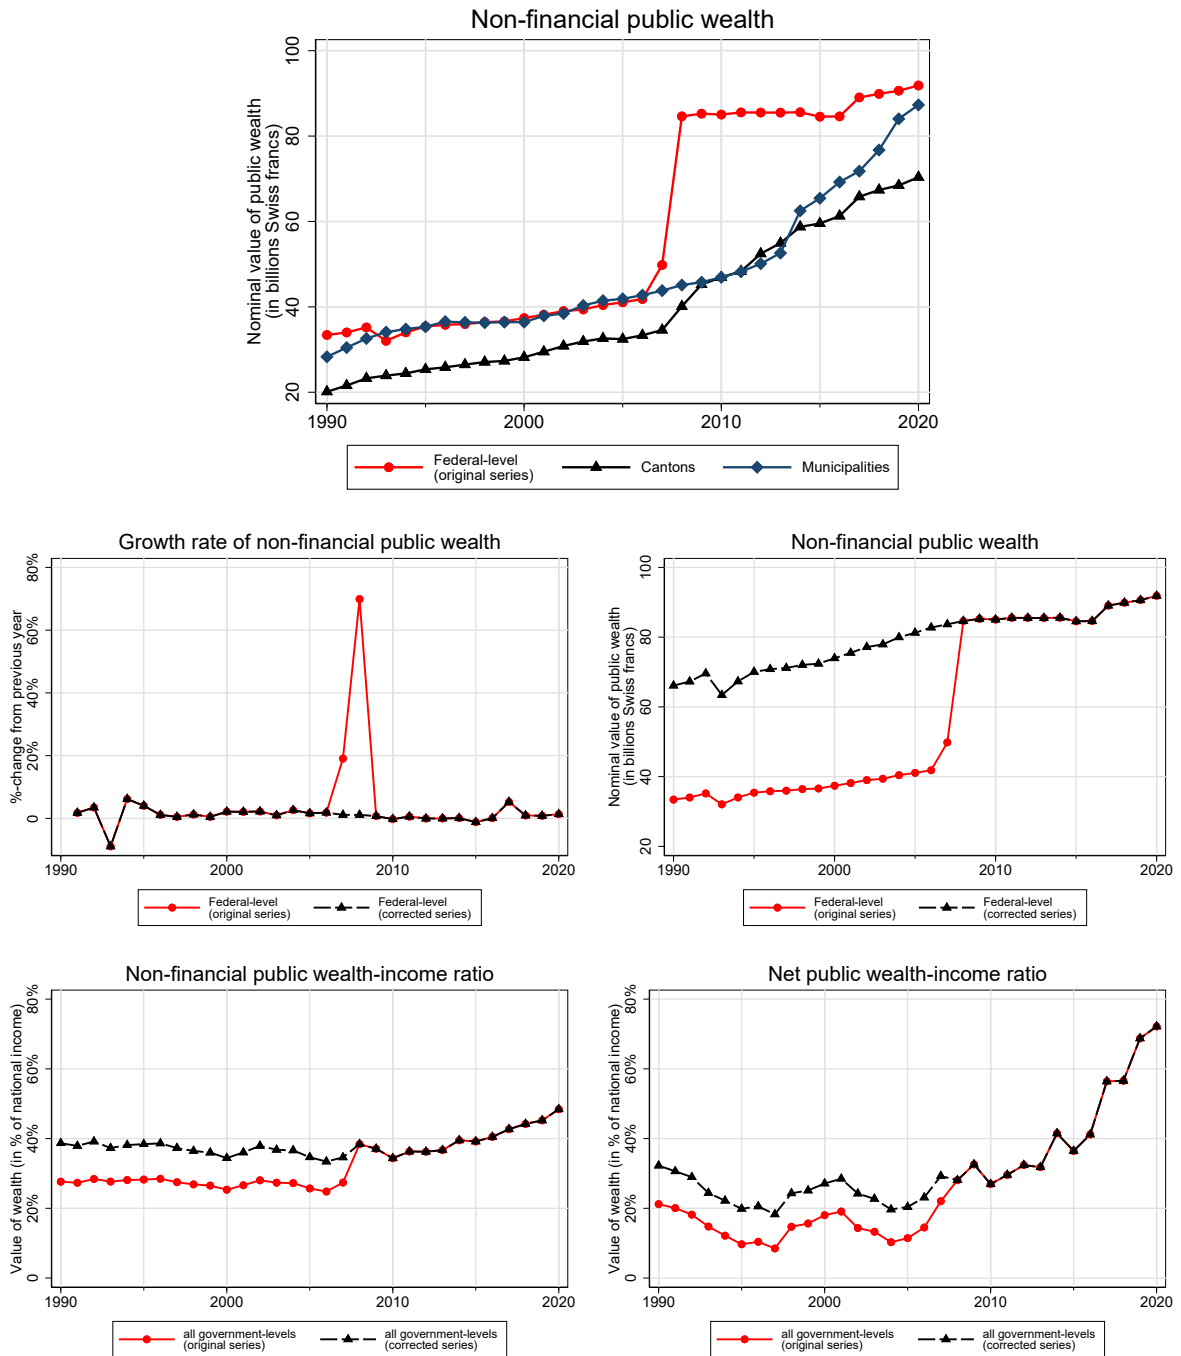 Non-financial public wealth
Nominal value of public wealth
(in billions Swiss francs)
100
80
60
40
20
1990
2000
2010
2020
Federal-level
(original series)
Cantons
Municipalities
Growth rate of non-financial public wealth
%-change from previous year
80%
60%
40%
20%
0
1990
2000
2010
2020
Federal-level
(original series)
Federal-level
(corrected series)
Non-financial public wealth
Nominal value of public wealth
(in billions Swiss francs)
100
80
60
40
20
1990
2000
2010
2020
Federal-level
(original series)
Federal-level
(corrected series)
Non-financial public wealth-income ratio
Value of wealth (in % of national income)
80%
60%
40%
20%
0
1990
2000
2010
2020
all government-levels
(original series)
all government-levels
(corrected series)
Net public wealth-income ratio
Value of wealth (in % of national income)
80%
60%
40%
20%
0
1990
2000
2010
2020
all government-levels
(original series)
all government-levels
(corrected series)